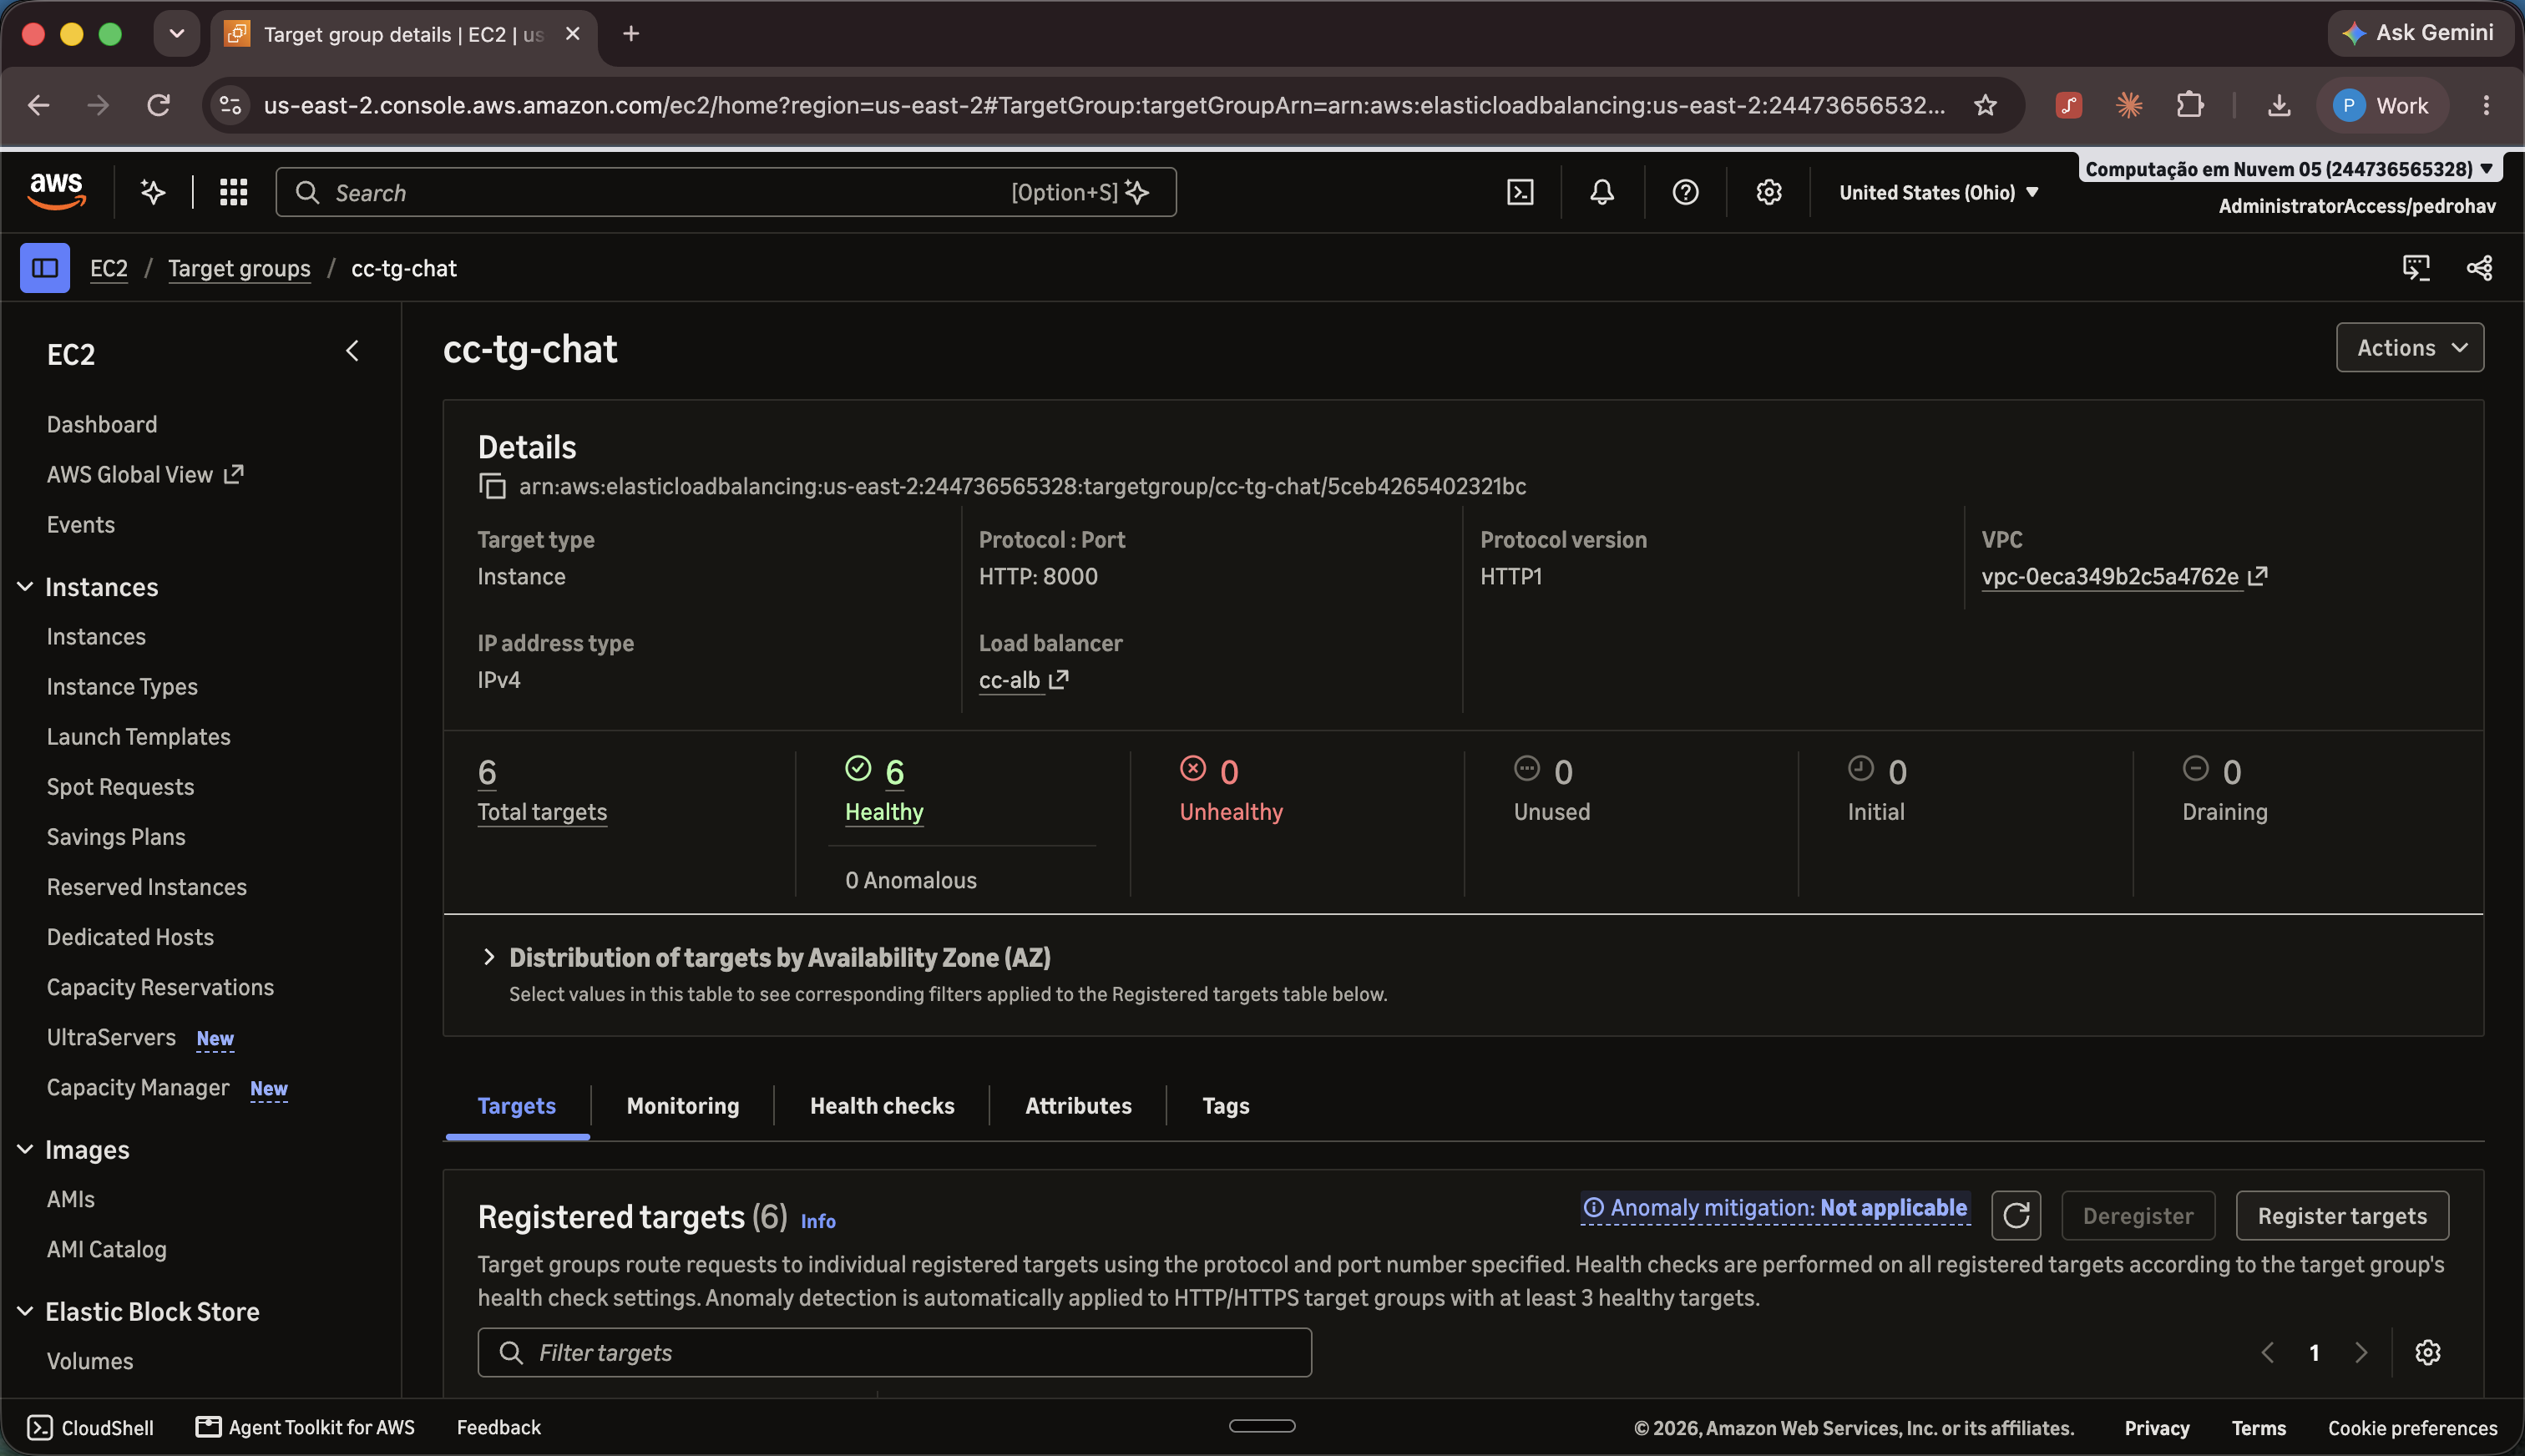 Target group details | EC2 | us
Ask Gemini
us-east-2.console.aws.amazon.com/ec2/home?region=us-east-2#TargetGroup:targetGroupArn=arn:aws:elasticloadbalancing:us-east-2:24473656532...
P Work
aws
Search [Option+S]
United States (Ohio)
Computação em Nuvem 05 (244736565328)
AdministratorAccess/pedrohav
EC2 / Target groups / cc-tg-chat
EC2
Dashboard
AWS Global View
Events
Instances
Instances
Instance Types
Launch Templates
Spot Requests
Savings Plans
Reserved Instances
Dedicated Hosts
Capacity Reservations
UltraServers New
Capacity Manager New
Images
AMIs
AMI Catalog
Elastic Block Store
Volumes
cc-tg-chat
Actions
Details
arn:aws:elasticloadbalancing:us-east-2:244736565328:targetgroup/cc-tg-chat/5ceb4265402321bc
Target type
Instance
Protocol : Port
HTTP: 8000
Protocol version
HTTP1
VPC
vpc-0eca349b2c5a4762e
IP address type
IPv4
Load balancer
cc-alb
6
Total targets
6
Healthy
0 Anomalous
0
Unhealthy
0
Unused
0
Initial
0
Draining
Distribution of targets by Availability Zone (AZ)
Select values in this table to see corresponding filters applied to the Registered targets table below.
Targets
Monitoring
Health checks
Attributes
Tags
Registered targets (6) Info
Anomaly mitigation: Not applicable
Deregister
Register targets
Target groups route requests to individual registered targets using the protocol and port number specified. Health checks are performed on all registered targets according to the target group's
health check settings. Anomaly detection is automatically applied to HTTP/HTTPS target groups with at least 3 healthy targets.
Filter targets
1
CloudShell
Agent Toolkit for AWS
Feedback
© 2026, Amazon Web Services, Inc. or its affiliates.
Privacy
Terms
Cookie preferences